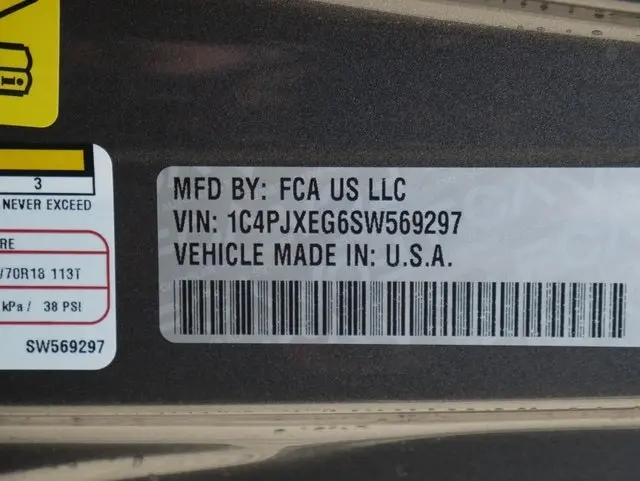 3
NEVER EXCEED
RE
/70R18 113T
kPa / 38 PSI
SW569297
MFD BY: FCA US LLC
VIN: 1C4PJXEG6SW569297
VEHICLE MADE IN: U.S.A.